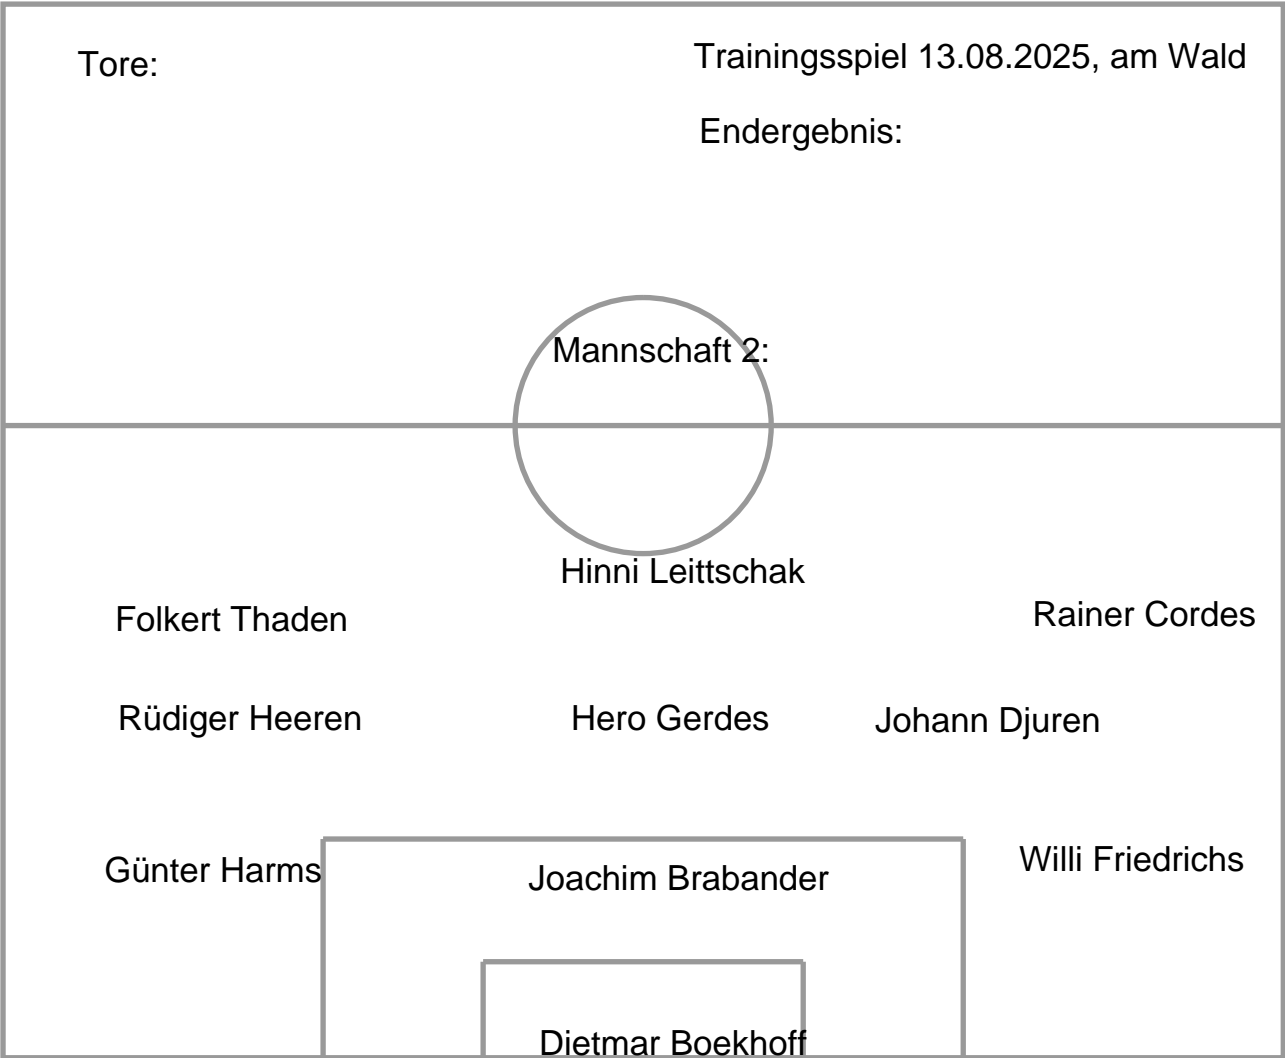 Tore:
Trainingsspiel 13.08.2025, am Wald
Endergebnis:
Mannschaft 2:
Hinni Leittschak
Folkert Thaden
Rainer Cordes
Rüdiger Heeren
Hero Gerdes
Johann Djuren
Günter Harms
Joachim Brabander
Willi Friedrichs
Dietmar Boekhoff